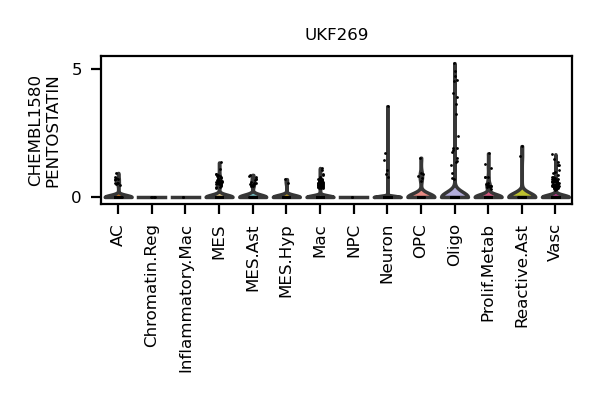 UKF269
CHEMBL1580
PENTOSTATIN
5
0
AC
Chromatin.Reg
Inflammatory.Mac
MES
MES.Ast
MES.Hyp
Mac
NPC
Neuron
OPC
Oligo
Prolif.Metab
Reactive.Ast
Vasc